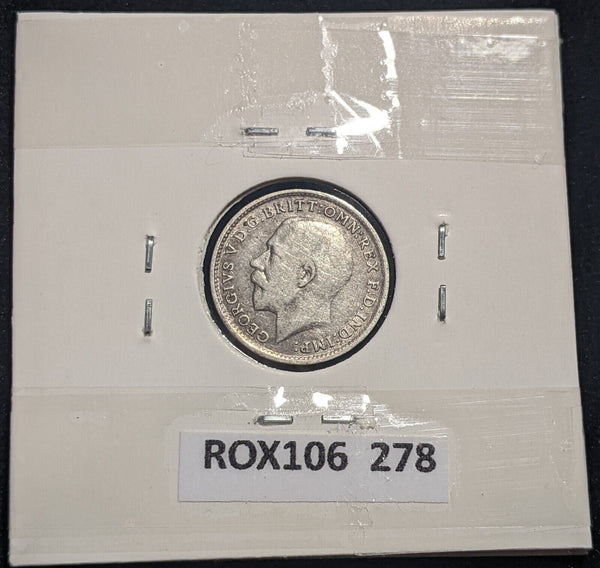 GEORGIVS V D.G.BRITT:OMN:REX F.D.IND:IMP:
ROX106 278